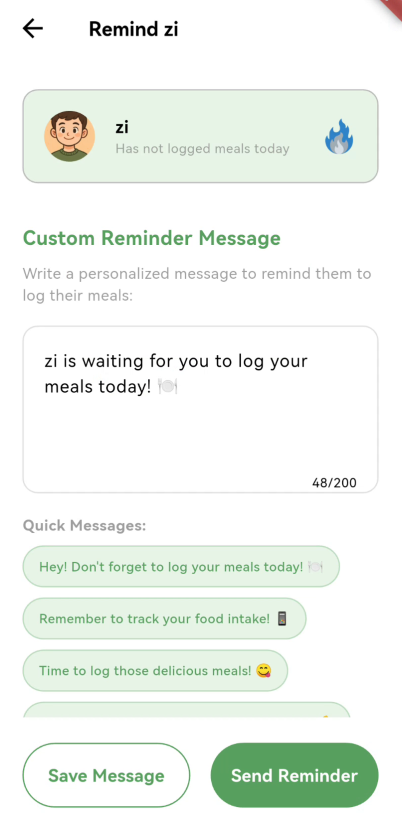 Remind zi
zi
Has not logged meals today
Custom Reminder Message
Write a personalized message to remind them to
log their meals:
zi is waiting for you to log your
meals today! 🍽️
48/200
Quick Messages:
Hey! Don't forget to log your meals today! 🍽️
Remember to track your food intake! 📱
Time to log those delicious meals! 😋
Save Message
Send Reminder